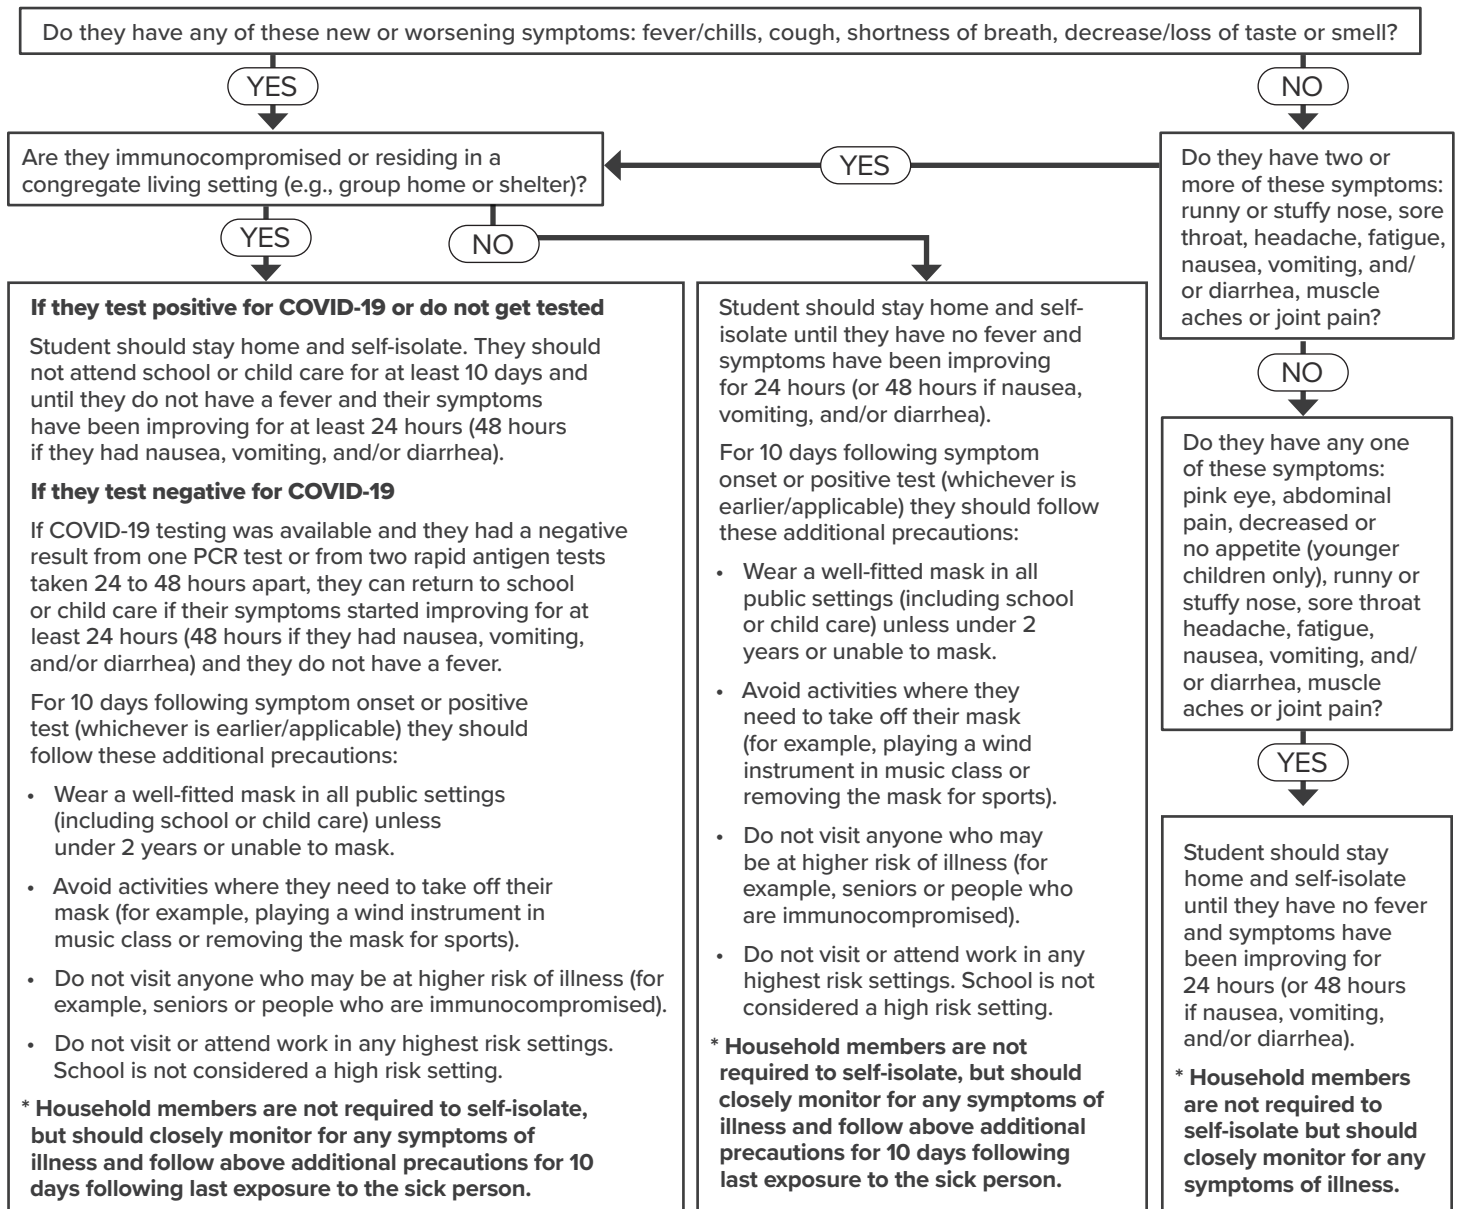 Do they have any of these new or worsening symptoms: fever/chills, cough, shortness of breath, decrease/loss of taste or smell?
YES
NO
Are they immunocompromised or residing in a
congregate living setting (e.g., group home or shelter)?
YES
Do they have two or
more of these symptoms:
runny or stuffy nose, sore
throat, headache, fatigue,
nausea, vomiting, and/
or diarrhea, muscle
aches or joint pain?
YES
NO
If they test positive for COVID-19 or do not get tested
Student should stay home and self-isolate. They should
not attend school or child care for at least 10 days and
until they do not have a fever and their symptoms
have been improving for at least 24 hours (48 hours
if they had nausea, vomiting, and/or diarrhea).
If they test negative for COVID-19
If COVID-19 testing was available and they had a negative
result from one PCR test or from two rapid antigen tests
taken 24 to 48 hours apart, they can return to school
or child care if their symptoms started improving for at
least 24 hours (48 hours if they had nausea, vomiting,
and/or diarrhea) and they do not have a fever.
For 10 days following symptom onset or positive
test (whichever is earlier/applicable) they should
follow these additional precautions:
• Wear a well-fitted mask in all public settings
(including school or child care) unless
under 2 years or unable to mask.
• Avoid activities where they need to take off their
mask (for example, playing a wind instrument in
music class or removing the mask for sports).
• Do not visit anyone who may be at higher risk of illness (for
example, seniors or people who are immunocompromised).
• Do not visit or attend work in any highest risk settings.
School is not considered a high risk setting.
* Household members are not required to self-isolate,
but should closely monitor for any symptoms of
illness and follow above additional precautions for 10
days following last exposure to the sick person.
Student should stay home and self-
isolate until they have no fever and
symptoms have been improving
for 24 hours (or 48 hours if nausea,
vomiting, and/or diarrhea).
For 10 days following symptom
onset or positive test (whichever is
earlier/applicable) they should follow
these additional precautions:
• Wear a well-fitted mask in all
public settings (including school
or child care) unless under 2
years or unable to mask.
• Avoid activities where they
need to take off their mask
(for example, playing a wind
instrument in music class or
removing the mask for sports).
• Do not visit anyone who may
be at higher risk of illness (for
example, seniors or people who
are immunocompromised).
• Do not visit or attend work in any
highest risk settings. School is not
considered a high risk setting.
* Household members are not
required to self-isolate, but should
closely monitor for any symptoms of
illness and follow above additional
precautions for 10 days following
last exposure to the sick person.
NO
Do they have any one
of these symptoms:
pink eye, abdominal
pain, decreased or
no appetite (younger
children only), runny or
stuffy nose, sore throat
headache, fatigue,
nausea, vomiting, and/
or diarrhea, muscle
aches or joint pain?
YES
Student should stay
home and self-isolate
until they have no fever
and symptoms have
been improving for
24 hours (or 48 hours
if nausea, vomiting,
and/or diarrhea).
* Household members
are not required to
self-isolate but should
closely monitor for any
symptoms of illness.